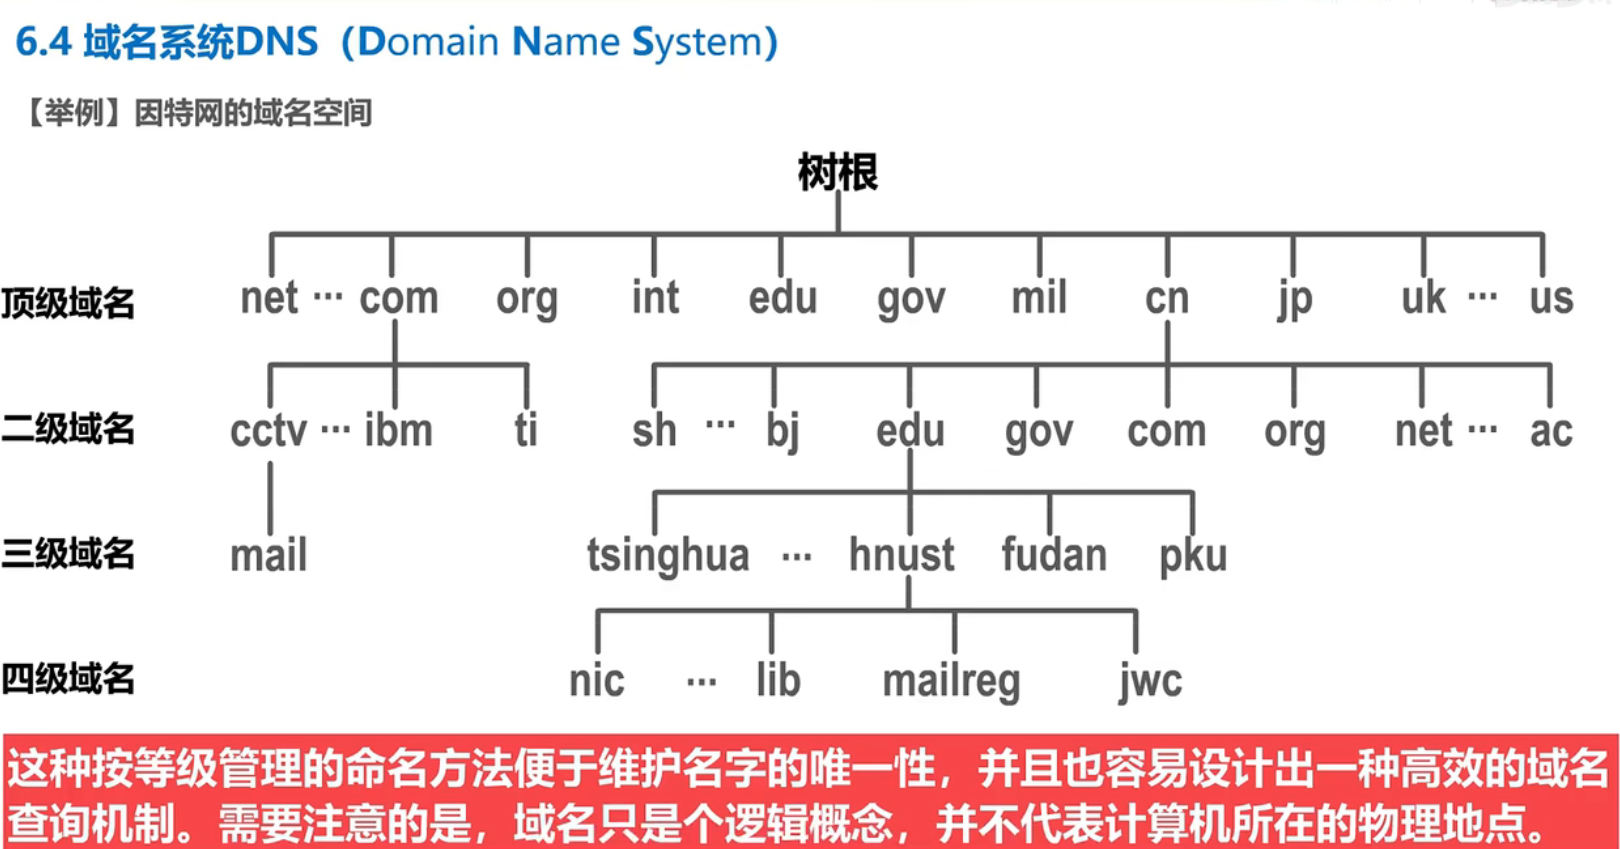 6.4 域名系统DNS（Domain Name System）
【举例】因特网的域名空间
树根
顶级域名 net ··· com org int edu gov mil cn jp uk ··· us
二级域名 cctv ··· ibm ti sh ··· bj edu gov com org net ··· ac
三级域名 mail tsinghua ··· hnust fudan pku
四级域名 nic ··· lib mailreg jwc
这种按等级管理的命名方法便于维护名字的唯一性，并且也容易设计出一种高效的域名
查询机制。需要注意的是，域名只是个逻辑概念，并不代表计算机所在的物理地点。